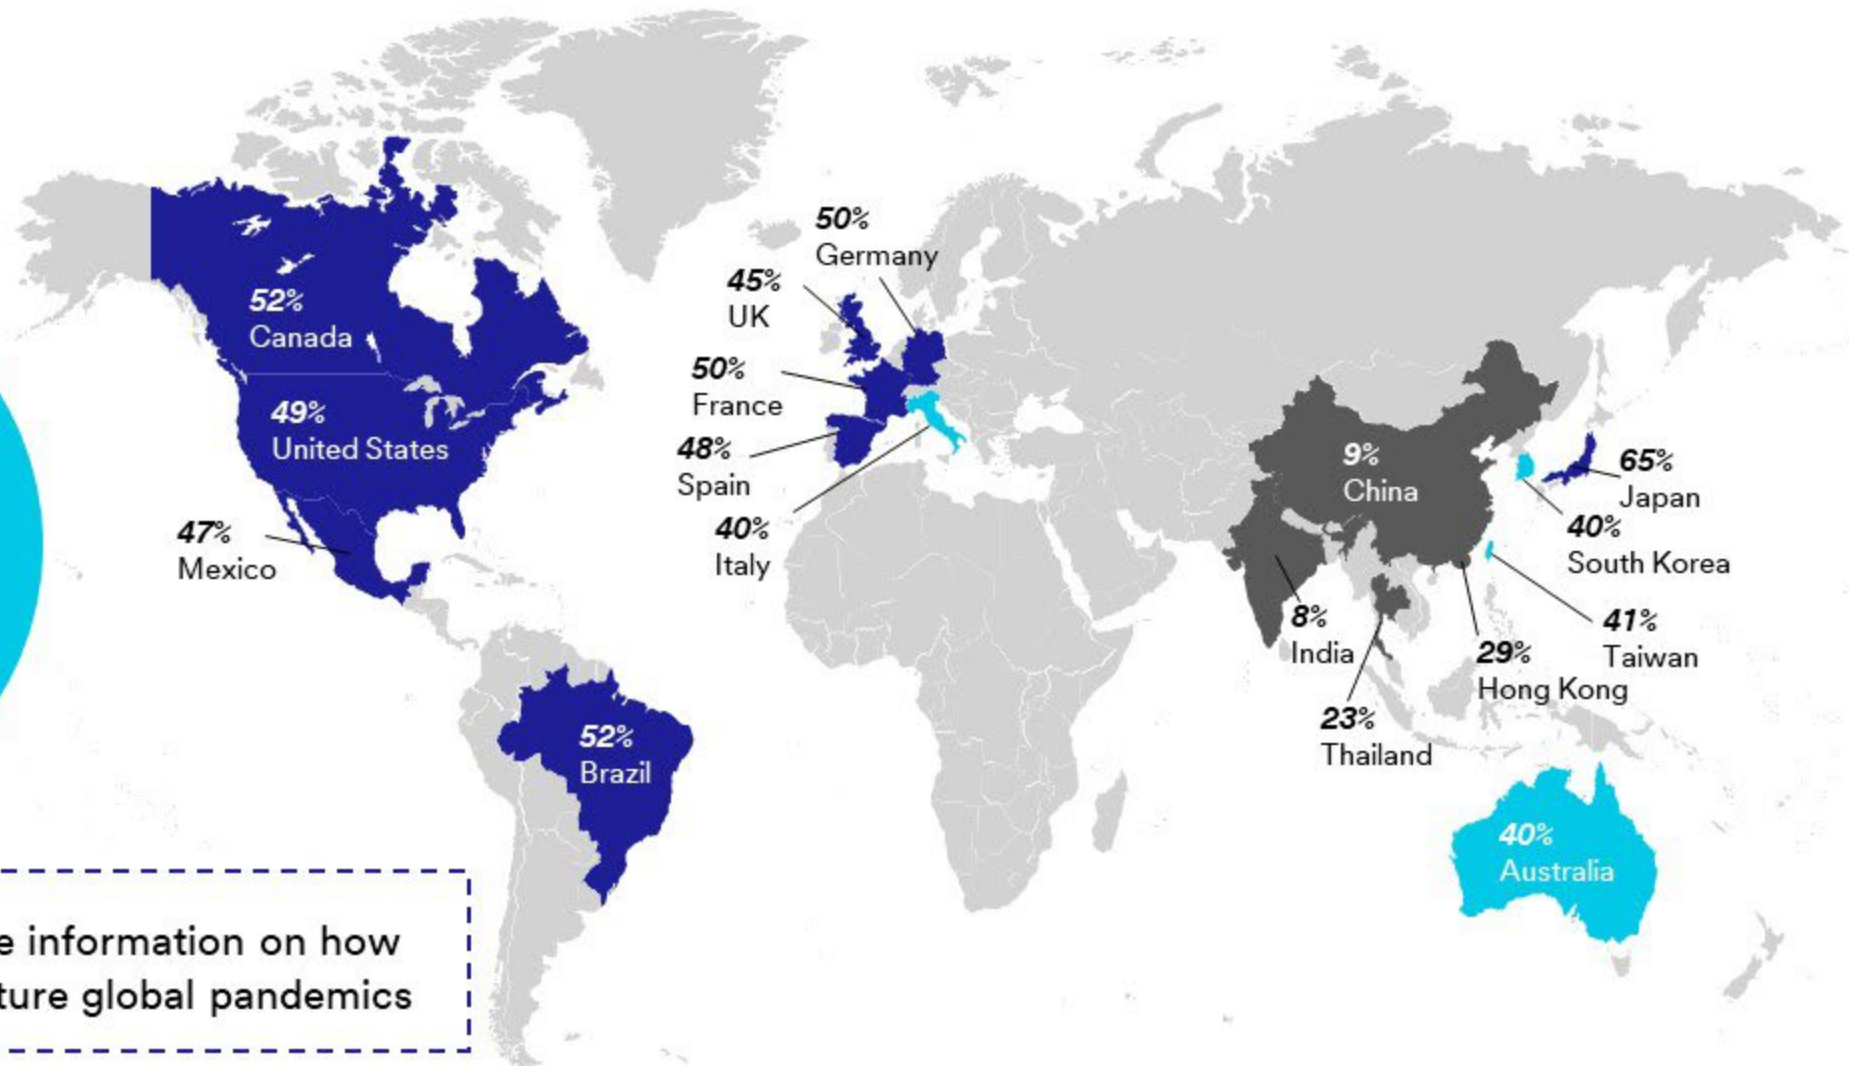 50%
Germany
45%
UK
52%
Canada
50%
France
49%
United States
48%
Spain
9%
China
65%
Japan
47%
Mexico
40%
Italy
40%
South Korea
8%
India
41%
Taiwan
29%
Hong Kong
23%
Thailand
52%
Brazil
40%
Australia
information on how
global pandemics